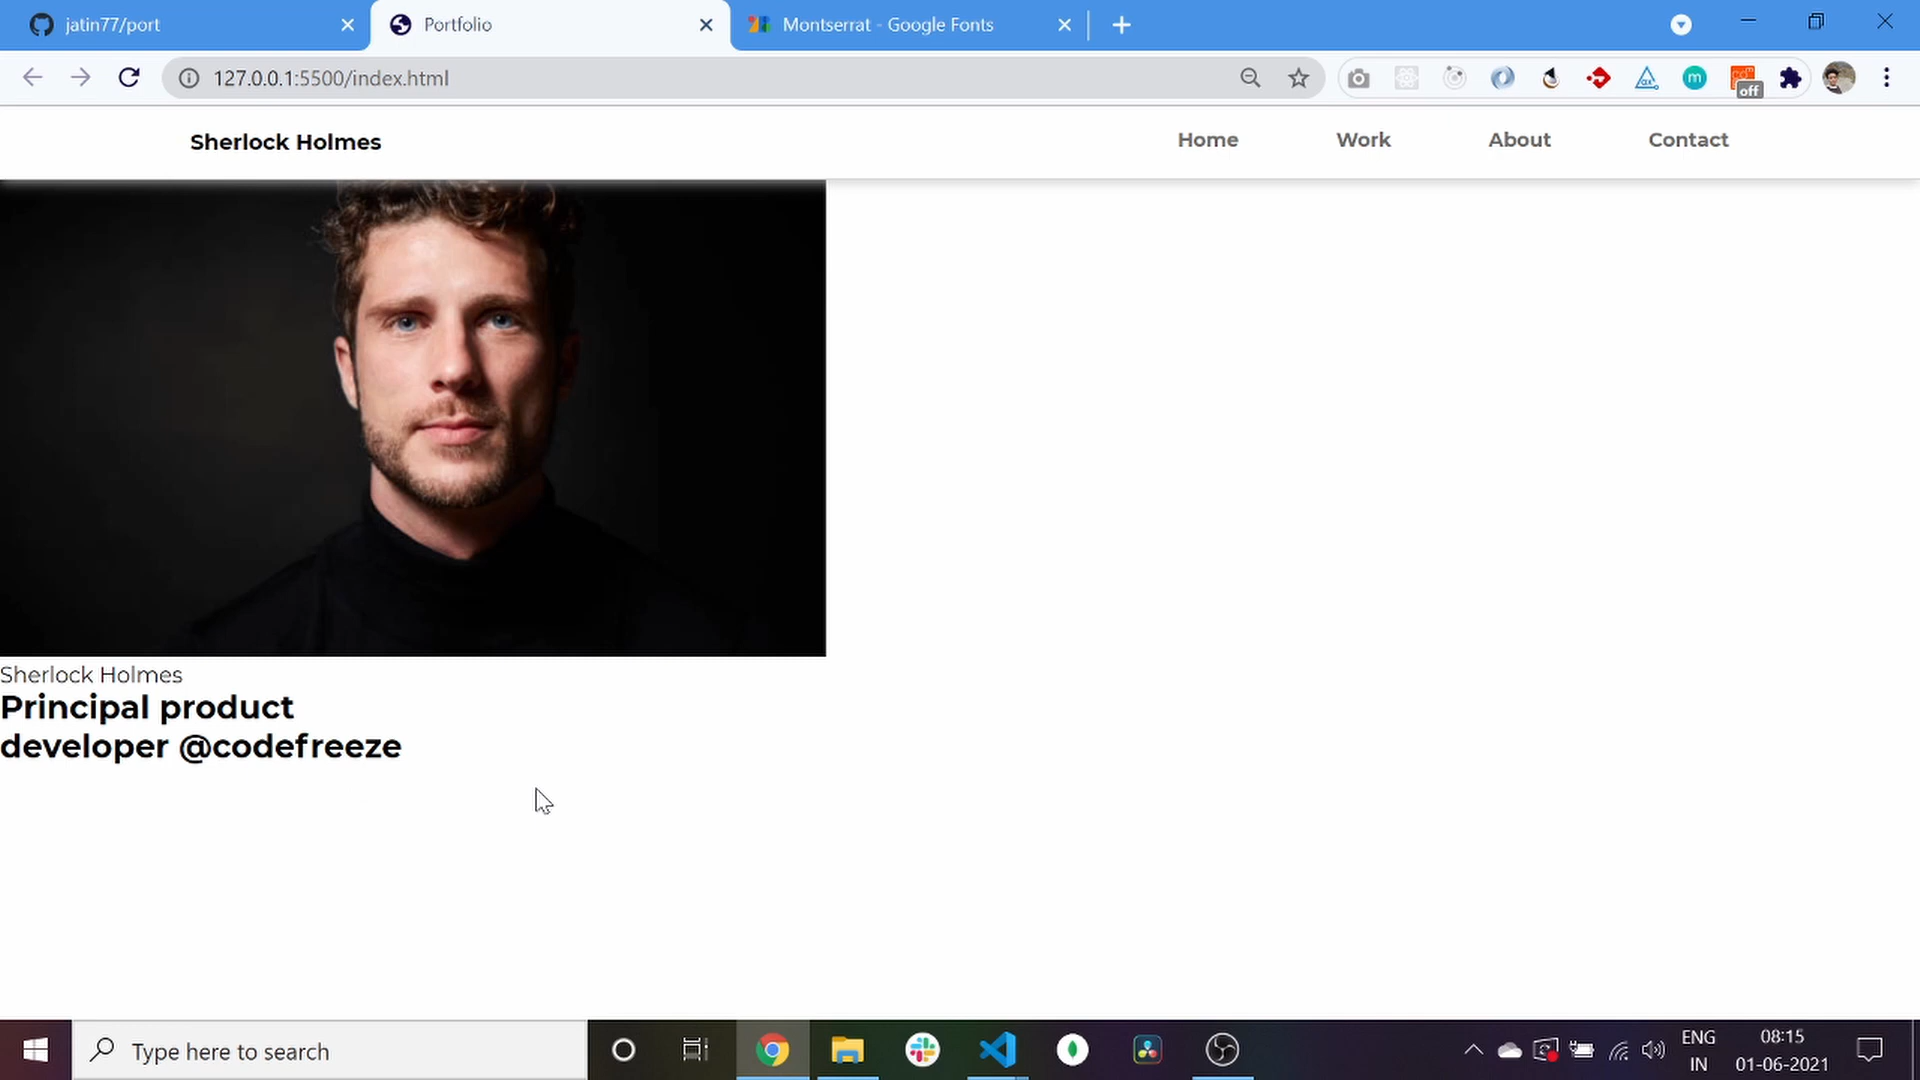 jatin77/port
Portfolio
Montserrat - Google Fonts
127.0.0.1:5500/index.html
m
off
Sherlock Holmes
Home
Work
About
Contact
Sherlock Holmes
Principal product
developer @codefreeze
Type here to search
ENG
IN
08:15
01-06-2021